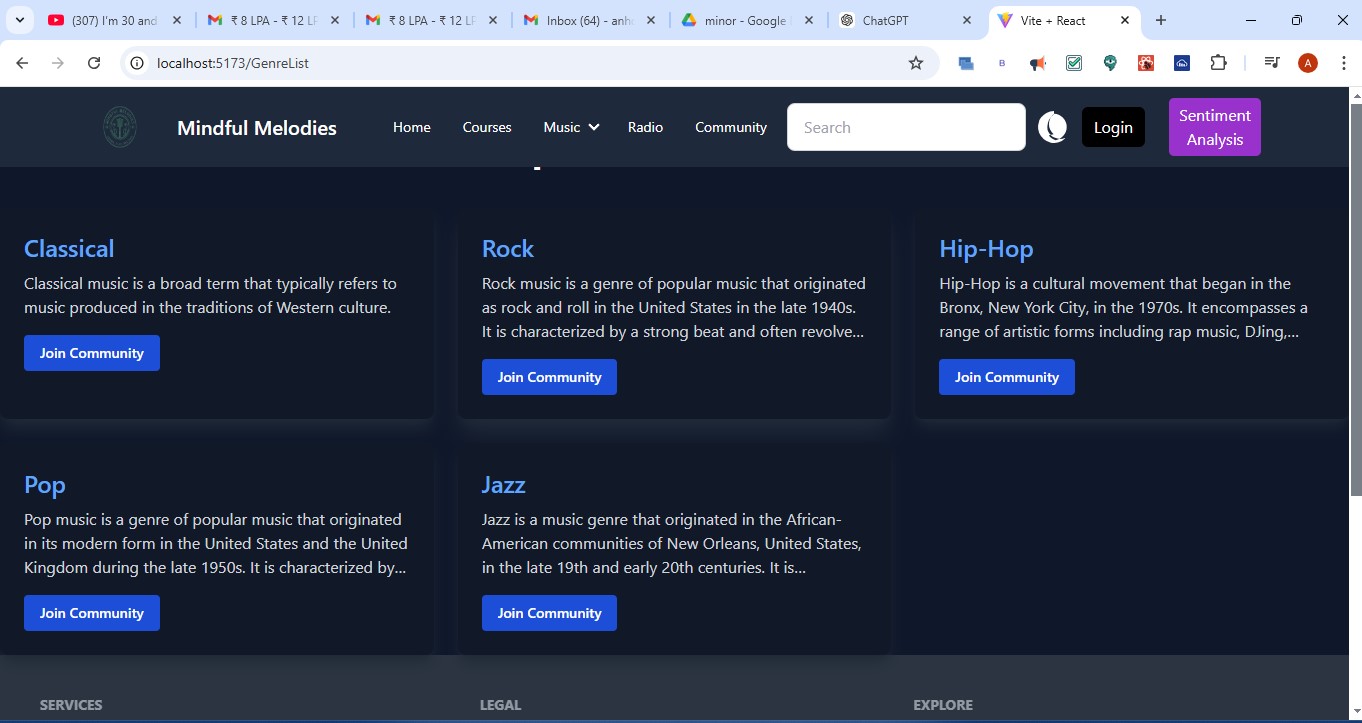 (307) I'm 30 and
₹ 8 LPA - ₹ 12 LP
₹ 8 LPA - ₹ 12 LP
Inbox (64) - anho
minor - Google
ChatGPT
Vite + React
localhost:5173/GenreList
B
A
Mindful Melodies
Home
Courses
Music
Radio
Community
Search
Login
Sentiment
Analysis
Classical
Classical music is a broad term that typically refers to
music produced in the traditions of Western culture.
Join Community
Rock
Rock music is a genre of popular music that originated
as rock and roll in the United States in the late 1940s.
It is characterized by a strong beat and often revolve...
Join Community
Hip-Hop
Hip-Hop is a cultural movement that began in the
Bronx, New York City, in the 1970s. It encompasses a
range of artistic forms including rap music, DJing,...
Join Community
Pop
Pop music is a genre of popular music that originated
in its modern form in the United States and the United
Kingdom during the late 1950s. It is characterized by...
Join Community
Jazz
Jazz is a music genre that originated in the African-
American communities of New Orleans, United States,
in the late 19th and early 20th centuries. It is...
Join Community
SERVICES
LEGAL
EXPLORE